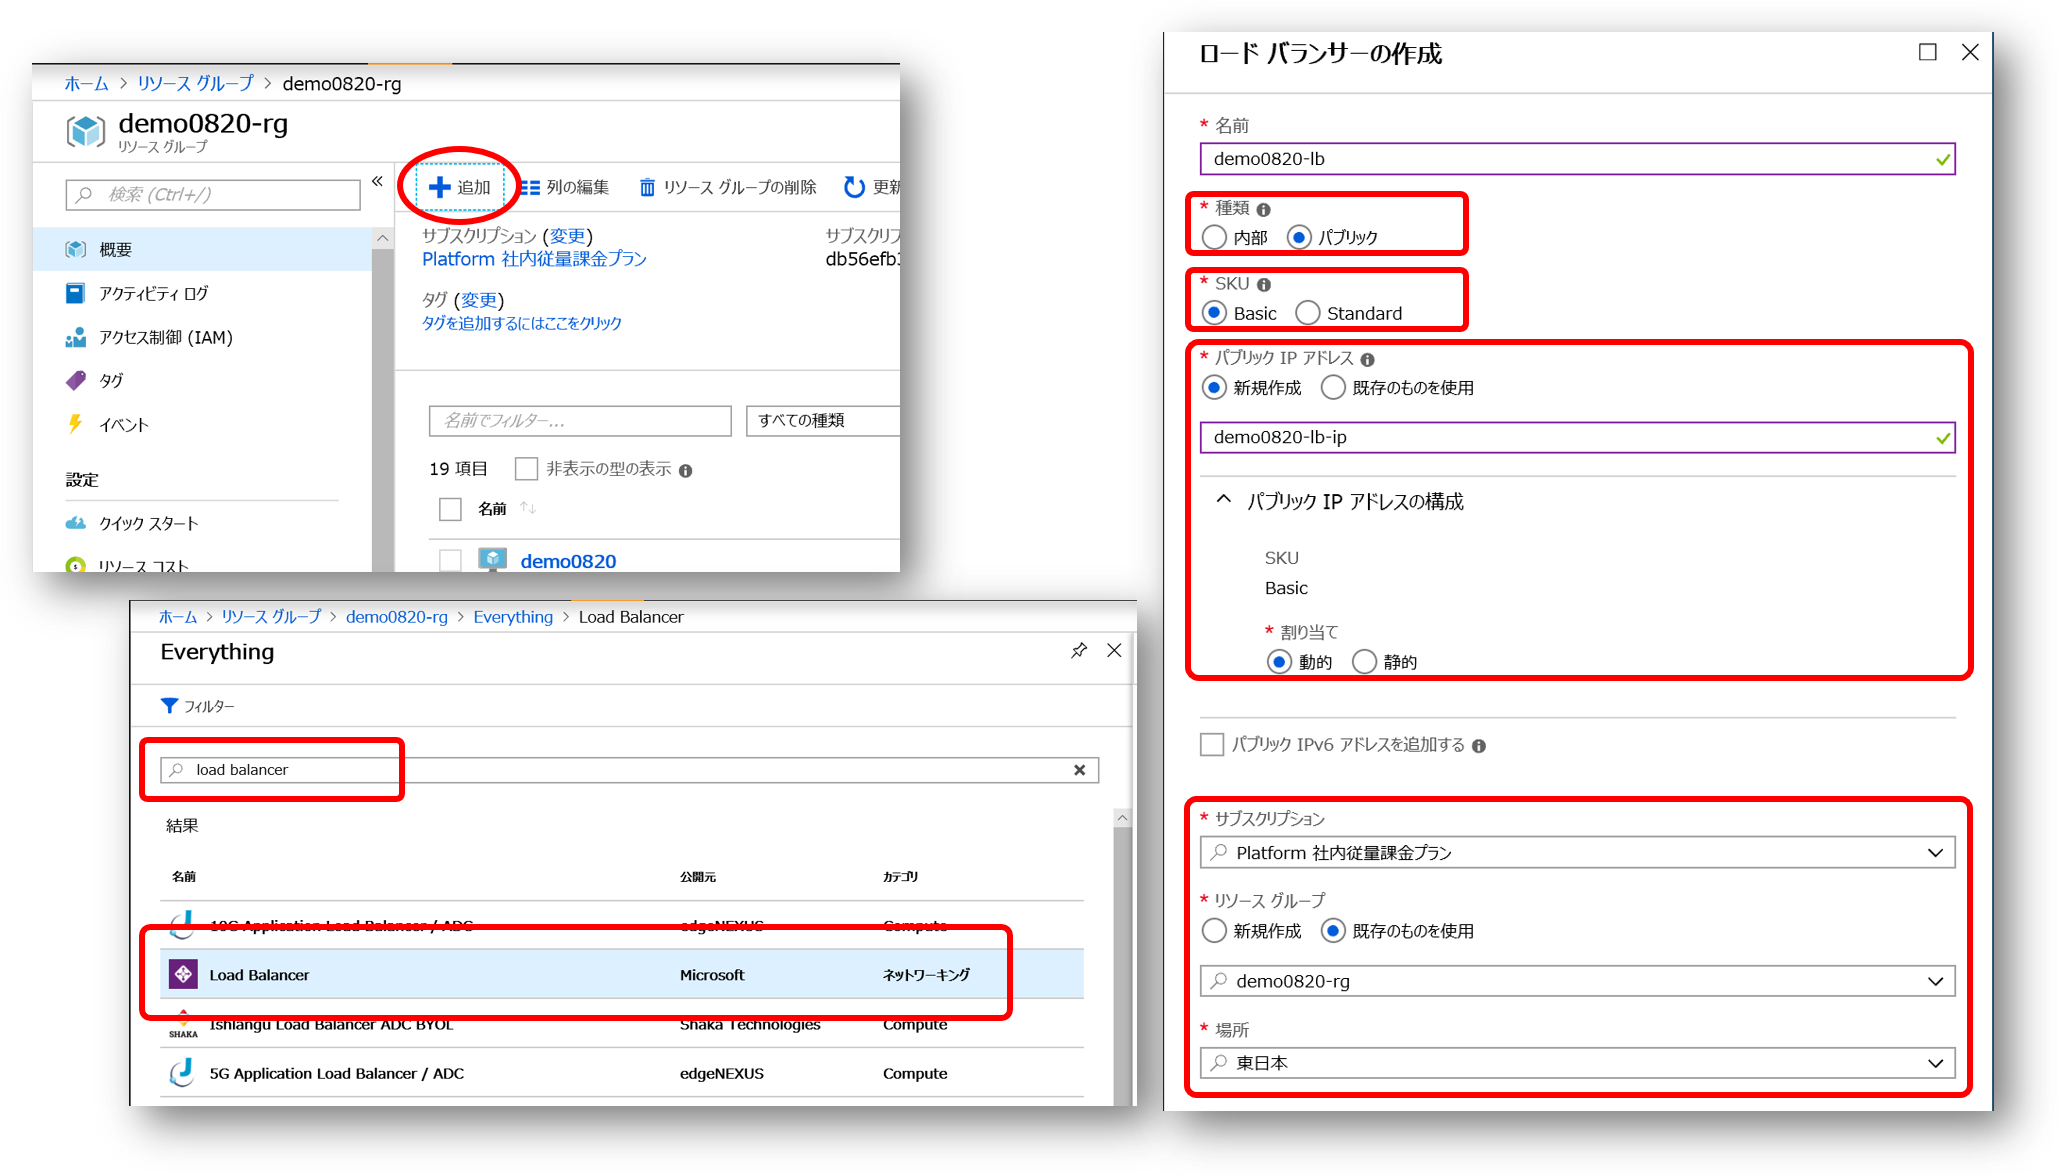 ホーム > リソース グループ > demo0820-rg
demo0820-rg
リソース グループ
検索 (Ctrl+/)
«
概要
アクティビティ ログ
アクセス制御 (IAM)
タグ
イベント
設定
クイック スタート
リソース コスト
追加
列の編集
リソース グループの削除
更新
サブスクリプション (変更)
Platform 社内従量課金プラン
サブスクリプ
db56efb3
タグ (変更)
タグを追加するにはここをクリック
名前でフィルター...
すべての種類
19 項目
非表示の型の表示
名前 ↑↓
demo0820
ホーム > リソース グループ > demo0820-rg > Everything > Load Balancer
Everything
フィルター
load balancer
結果
名前 公開元 カテゴリ
10G Application Load Balancer / ADC edgeNEXUS Compute
Load Balancer Microsoft ネットワーキング
SHAKA
Ishlangu Load Balancer ADC BYOL Shaka Technologies Compute
5G Application Load Balancer / ADC edgeNEXUS Compute
ロード バランサーの作成
* 名前
demo0820-lb
* 種類
内部 パブリック
* SKU
Basic Standard
* パブリック IP アドレス
新規作成 既存のものを使用
demo0820-lb-ip
パブリック IP アドレスの構成
SKU
Basic
* 割り当て
動的 静的
パブリック IPv6 アドレスを追加する
* サブスクリプション
Platform 社内従量課金プラン
* リソース グループ
新規作成 既存のものを使用
demo0820-rg
* 場所
東日本